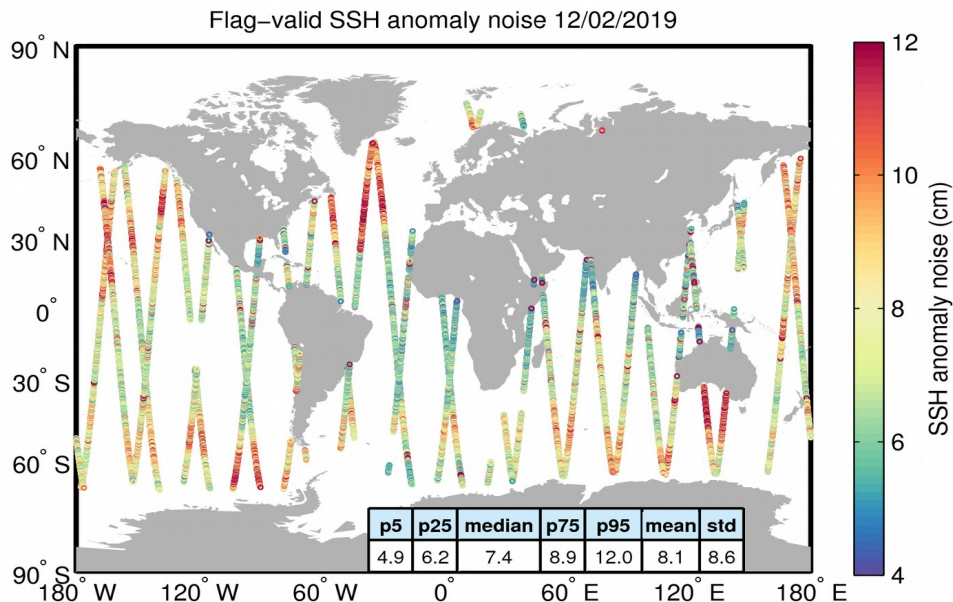 Flag−valid SSH anomaly noise 12/02/2019
90° N
60° N
30° N
0°
30° S
60° S
90° S
180° W
120° W
60° W
0°
60° E
120° E
180° E
p5 p25 median p75 p95 mean std
4.9 6.2 7.4 8.9 12.0 8.1 8.6
12
10
8
6
4
SSH anomaly noise (cm)